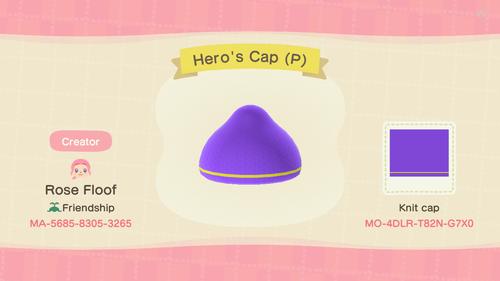 Hero's Cap (P)
Creator
Rose Floof
Friendship
MA-5685-8305-3265
Knit cap
MO-4DLR-T82N-G7X0